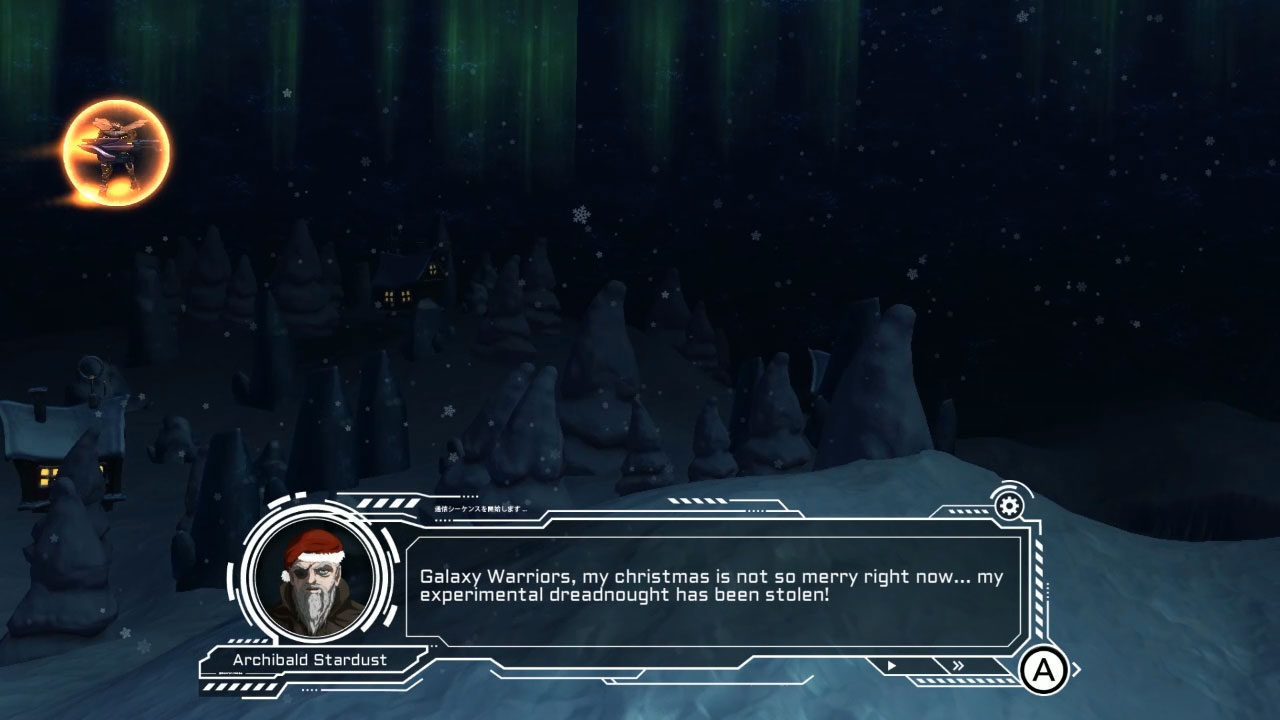 通信シーケンスを開始します...
Galaxy Warriors, my christmas is not so merry right now... my
experimental dreadnought has been stolen!
Archibald Stardust
A